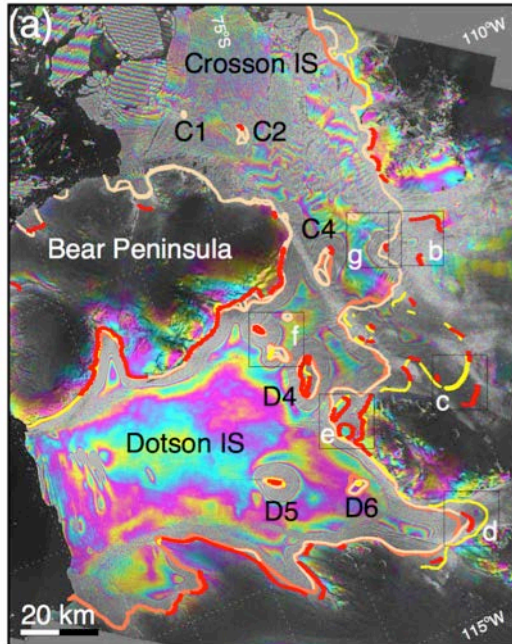 (a)
75°S
110°W
Crosson IS
C1
C2
C4
g
b
Bear Peninsula
f
D4
c
e
Dotson IS
D5
D6
d
20 km
115°W